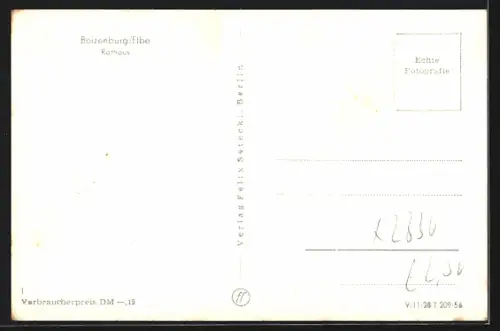 Boizenburg/Elbe
Rathaus
Echte
Fotografie
Verlag Felix Setecki, Berlin
1
Verbraucherpreis DM —,15
V 11/28 T 209/56